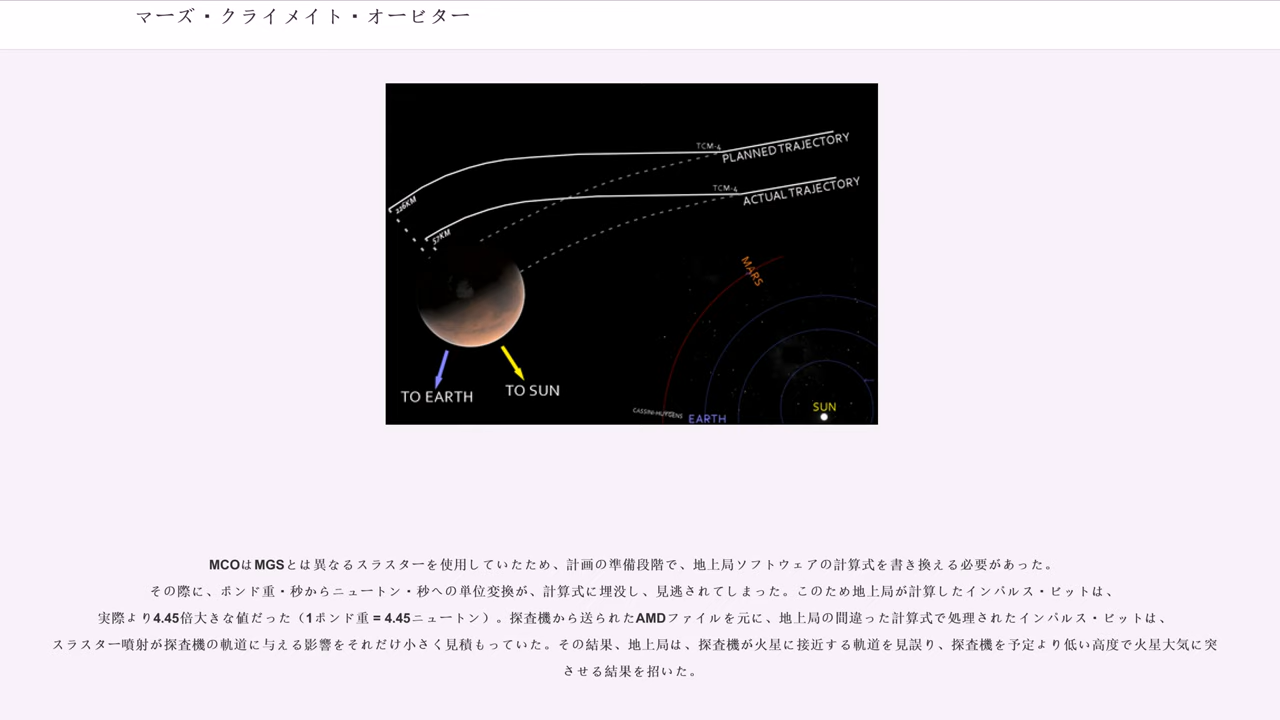 マーズ・クライメイト・オービター
TCM-4
PLANNED TRAJECTORY
TCM-4
ACTUAL TRAJECTORY
226KM
57KM
MARS
TO EARTH
TO SUN
SUN
CASSINI-HUYGENS
EARTH
MCOはMGSとは異なるスラスターを使用していたため、計画の準備段階で、地上局ソフトウェアの計算式を書き換える必要があった。
その際に、ポンド重・秒からニュートン・秒への単位変換が、計算式に埋没し、見逃されてしまった。このため地上局が計算したインパルス・ビットは、
実際より4.45倍大きな値だった（1ポンド重 = 4.45ニュートン）。探査機から送られたAMDファイルを元に、地上局の間違った計算式で処理されたインパルス・ビットは、
スラスター噴射が探査機の軌道に与える影響をそれだけ小さく見積もっていた。その結果、地上局は、探査機が火星に接近する軌道を見誤り、探査機を予定より低い高度で火星大気に突
させる結果を招いた。